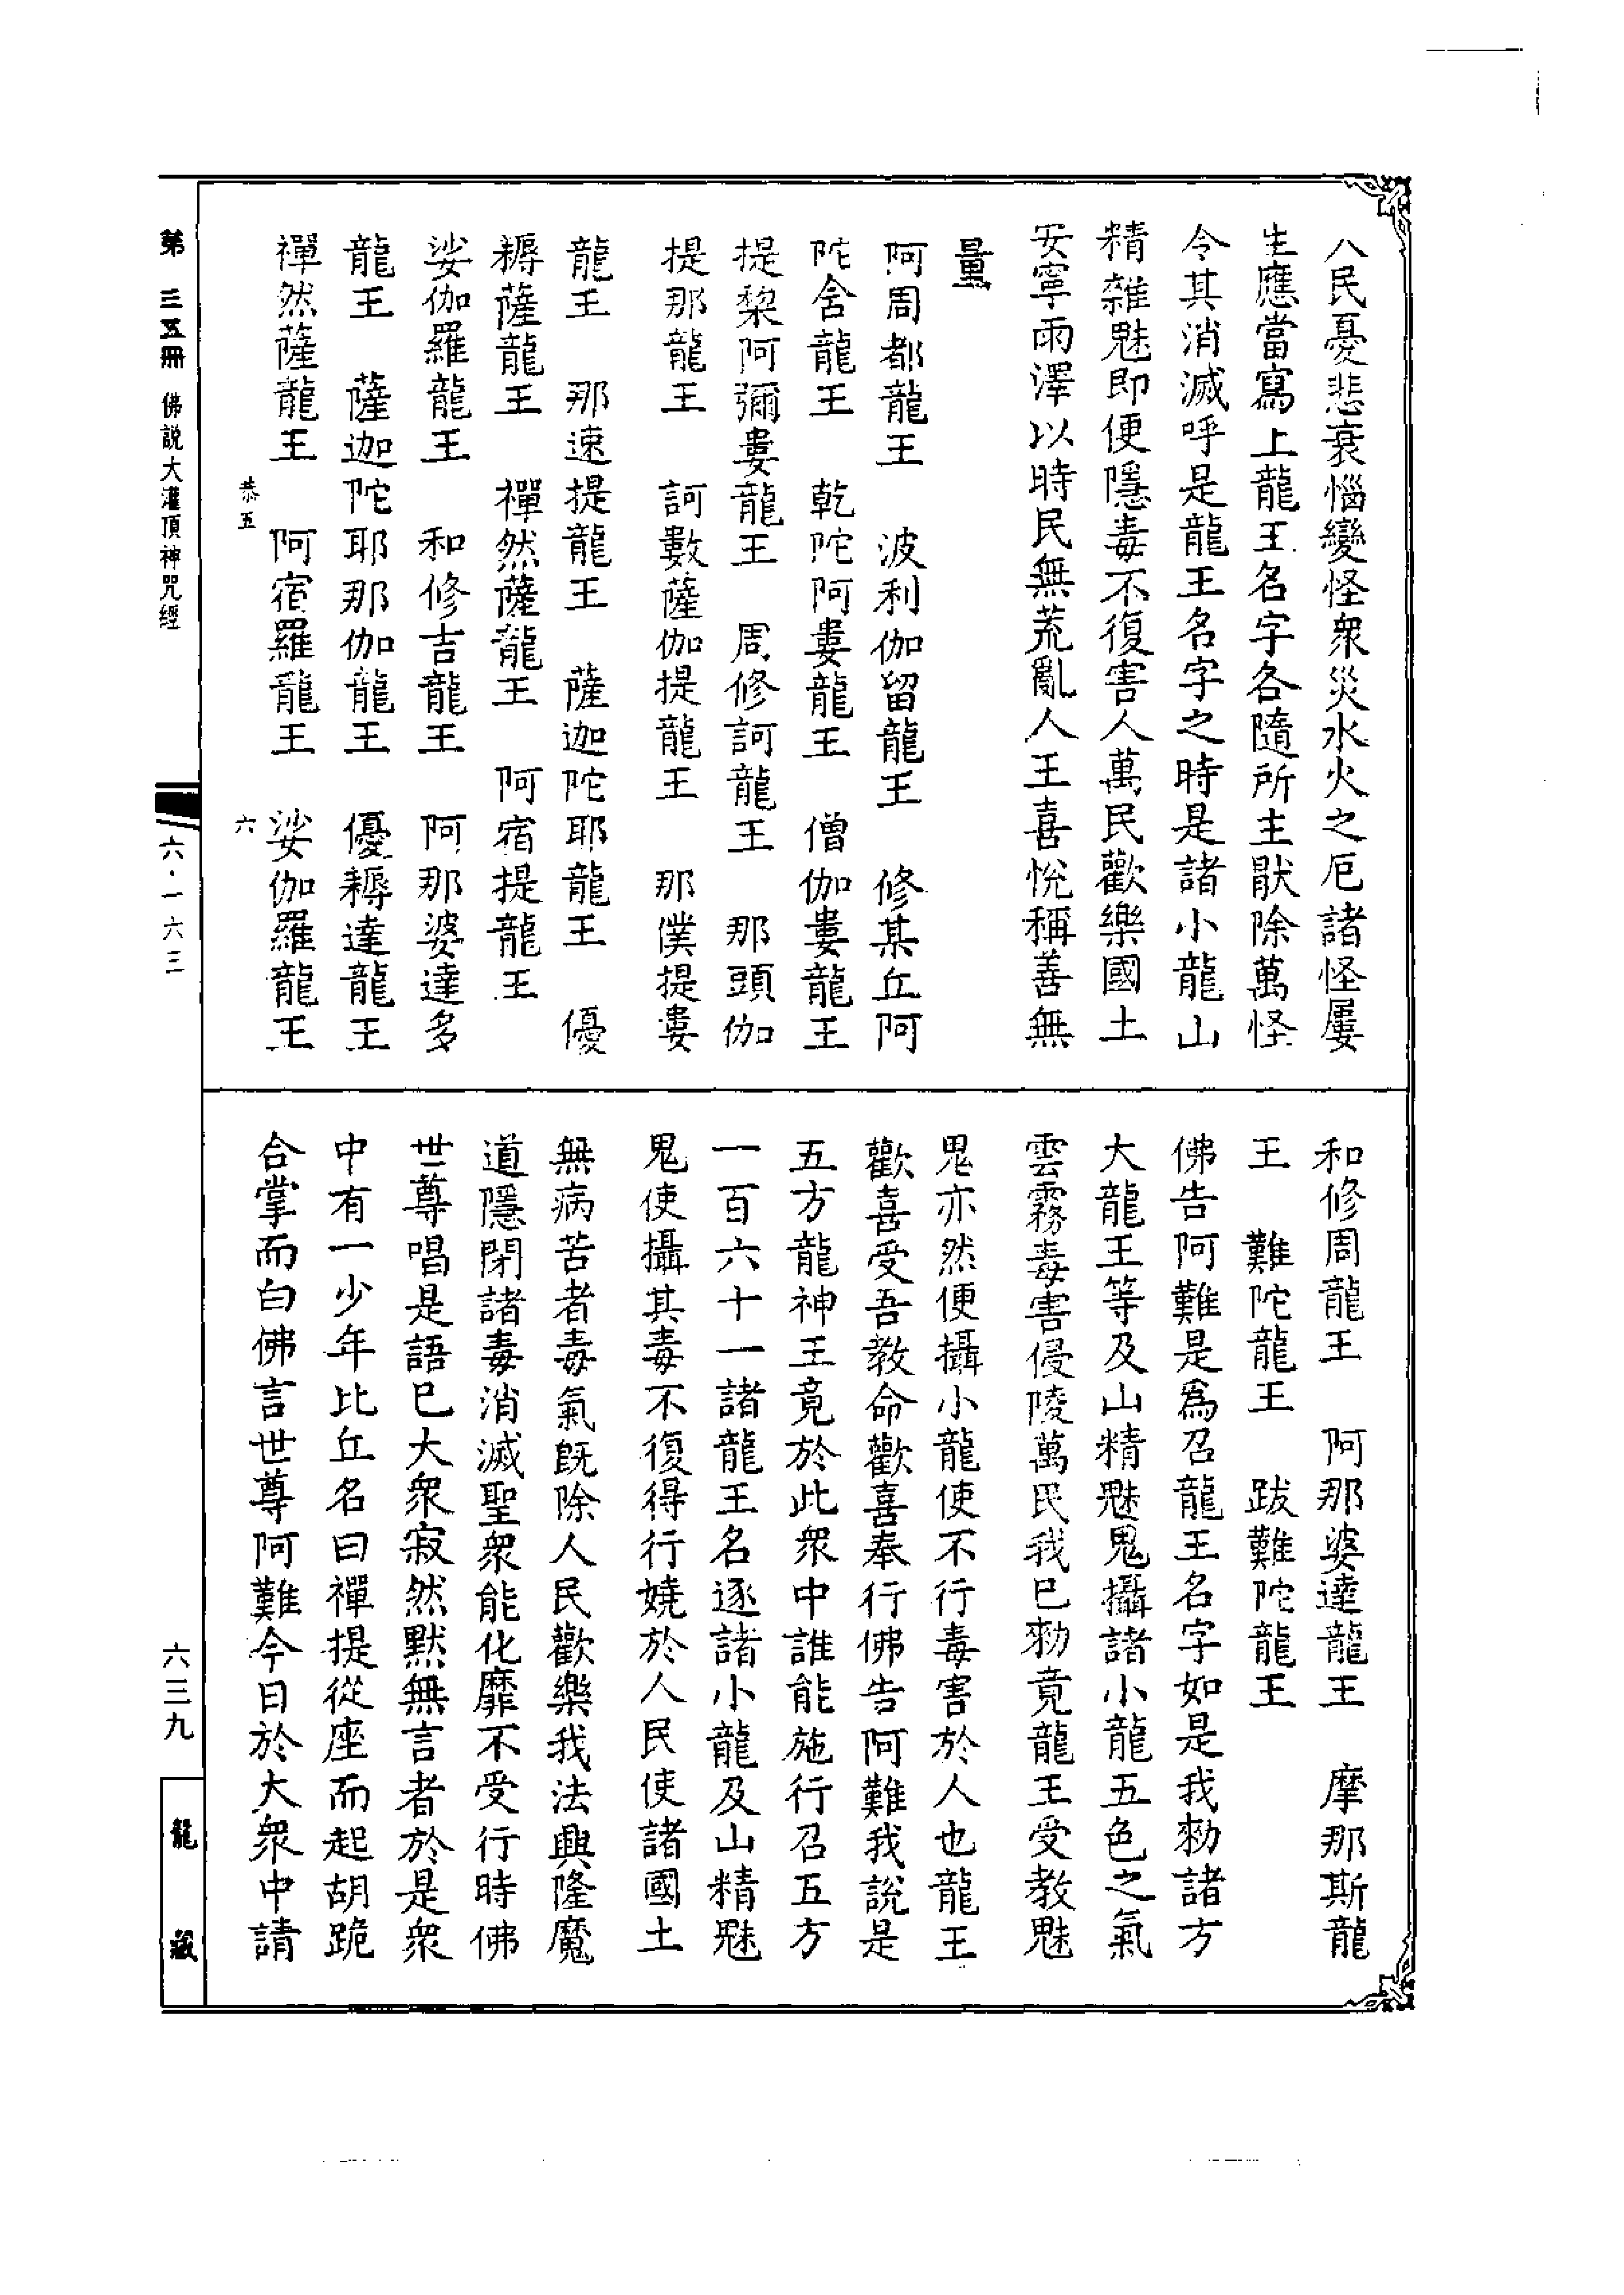 人民憂悲哀惱變怪衆災水火之厄諸怪屢
生應當寫上龍王名字各隨所主猒除萬怪
令其消滅呼是龍王名字之時是諸小龍山
精雜魅即便隱毒不復害人萬民歡樂國土
安寧雨澤以時民無荒亂人王喜悅稱善無
量
阿周都龍王　波利伽留龍王　修某丘阿
陀舍龍王　乾陀阿婁龍王　僧伽婁龍王
提棃阿彌婁龍王　周修訶龍王　那頭伽
提那龍王　訶數薩伽提龍王　那僕提婁
龍王　那速提龍王　薩迦陀耶龍王　優
耨薩龍王　禪然薩龍王　阿宿提龍王
娑伽羅龍王　和修吉龍王　阿那婆達多
龍王　薩迦陀耶那伽龍王　優耨達龍王
禪然薩龍王　阿宿羅龍王　娑伽羅龍王
恭五　六
和修周龍王　阿那婆達龍王　摩那斯龍
王　難陀龍王　跋難陀龍王
佛告阿難是爲召龍王名字如是我勑諸方
大龍王等及山精魅鬼攝諸小龍五色之氣
雲霧毒害侵陵萬民我已勑竟龍王受教魅
鬼亦然便攝小龍使不行毒害於人也龍王
歡喜受吾教命歡喜奉行佛告阿難我說是
五方龍神王竟於此衆中誰能施行召五方
一百六十一諸龍王名逐諸小龍及山精魅
鬼使攝其毒不復得行嬈於人民使諸國土
無病苦者毒氣旣除人民歡樂我法興隆魔
道隱閉諸毒消滅聖衆能化靡不受行時佛
世尊唱是語已大衆寂然默無言者於是衆
中有一少年比丘名曰禪提從座而起胡跪
合掌而白佛言世尊阿難今日於大衆中請
第三五冊　佛說大灌頂神咒經
六·一六三
六三九
龍藏